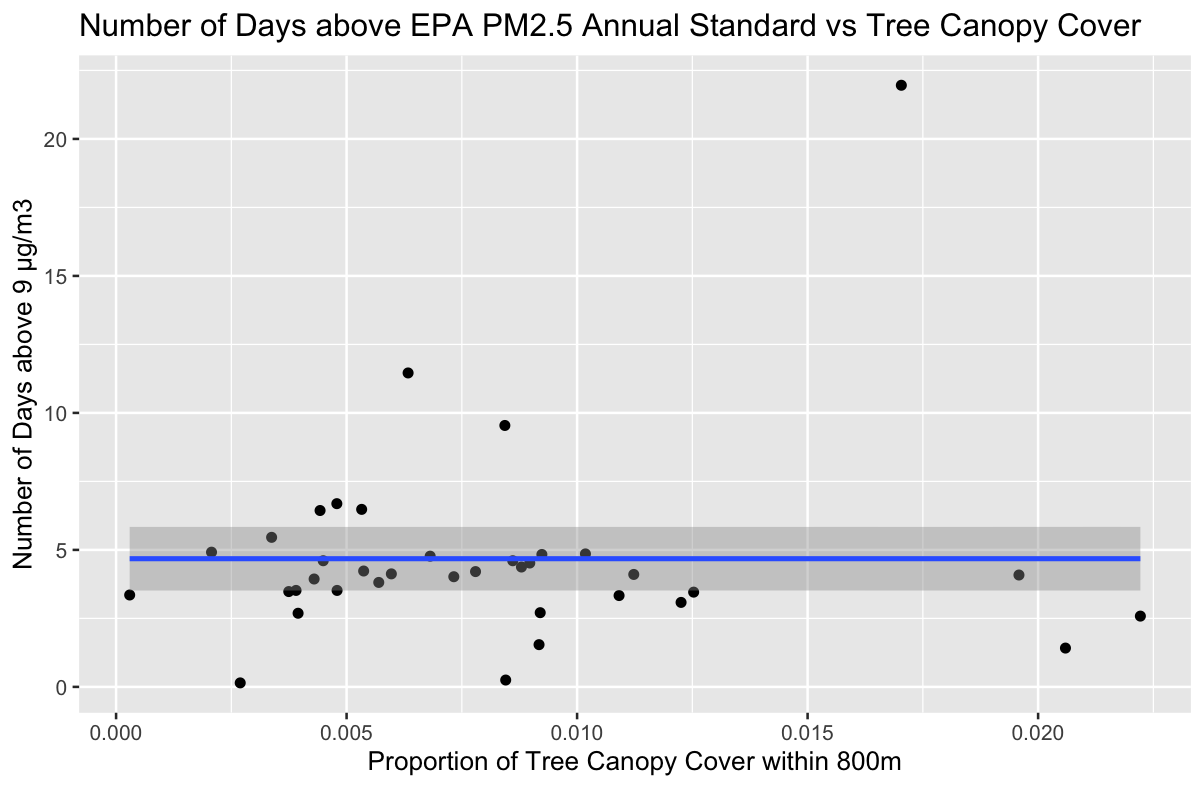 Number of Days above EPA PM2.5 Annual Standard vs Tree Canopy Cover
Number of Days above 9 µg/m3
20
15
10
5
0
0.000 0.005 0.010 0.015 0.020
Proportion of Tree Canopy Cover within 800m